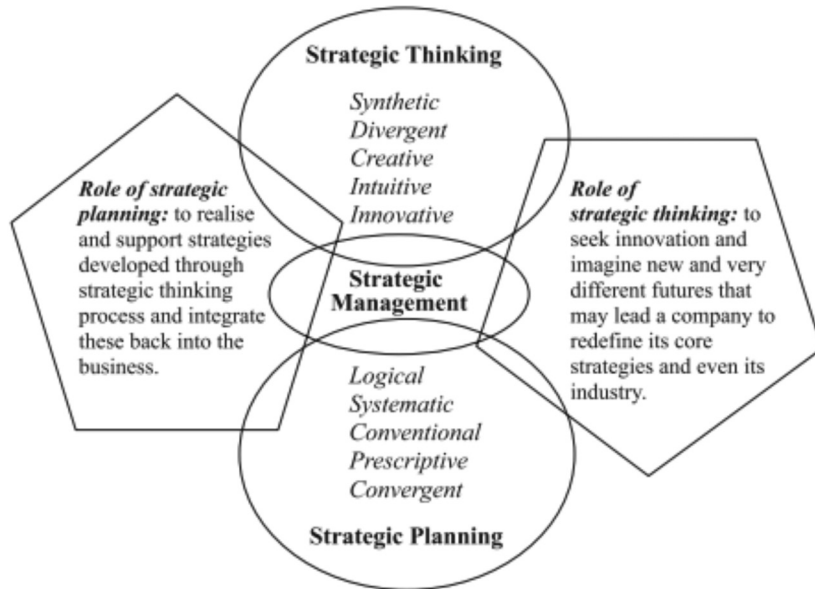 Strategic Thinking
Synthetic
Divergent
Creative
Intuitive
Innovative
Role of strategic
planning: to realise
and support strategies
developed through
strategic thinking
process and integrate
these back into the
business.
Strategic
Management
Role of
strategic thinking: to
seek innovation and
imagine new and very
different futures that
may lead a company to
redefine its core
strategies and even its
industry.
Logical
Systematic
Conventional
Prescriptive
Convergent
Strategic Planning